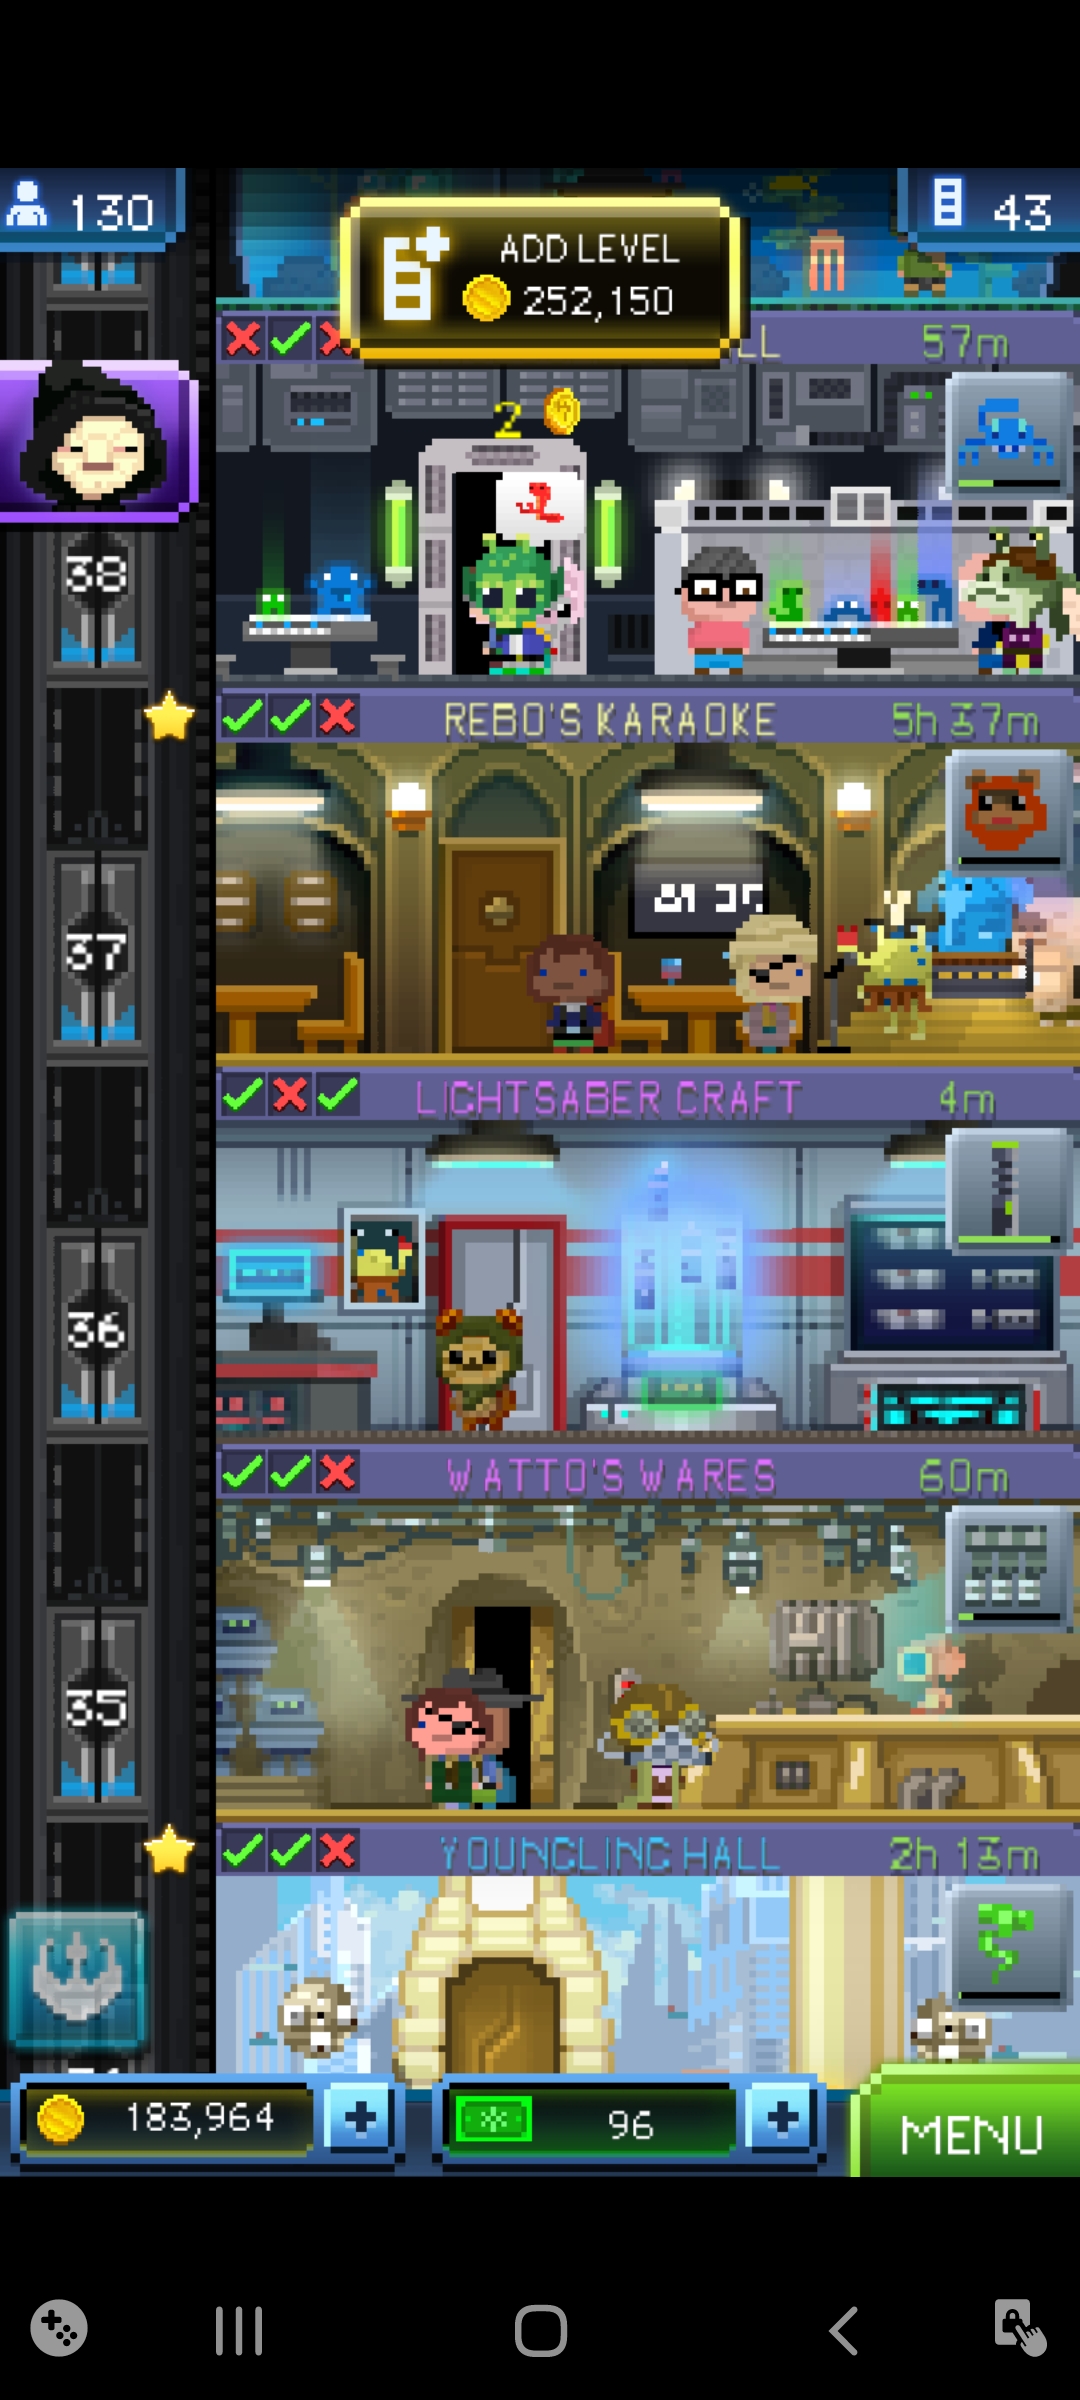 130
ADD LEVEL
252,150
43
LL
57m
2
38
REBO'S KARAOKE
5h 37m
37
LIGHTSABER CRAFT
4m
36
WATTO'S WARES
60m
35
YOUNGLING HALL
2h 13m
183,964
96
MENU